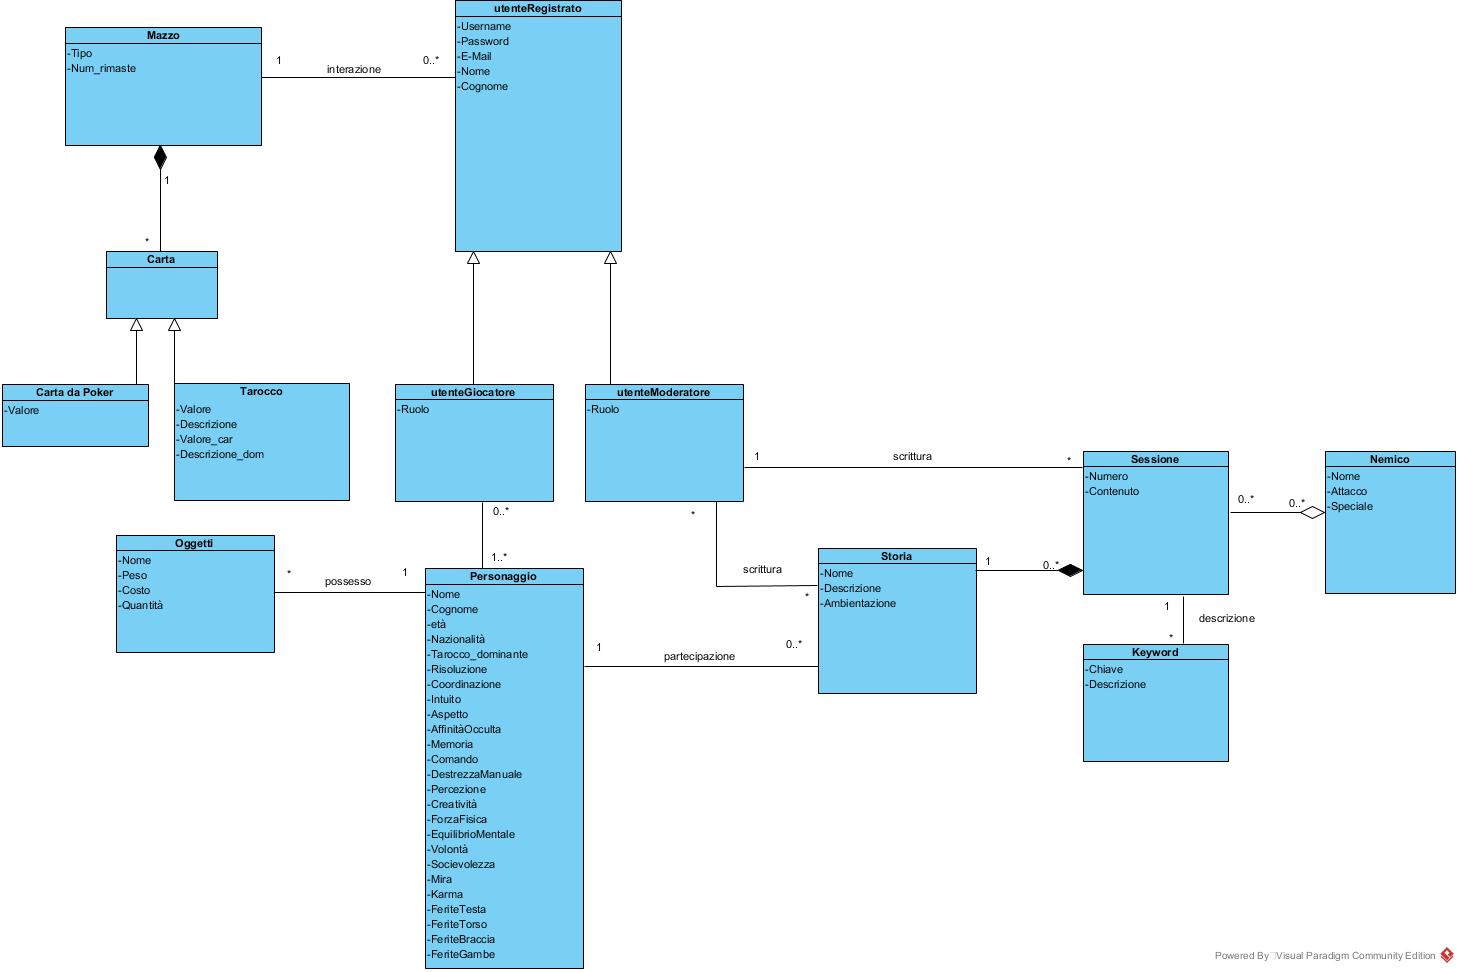 Mazzo
-Tipo
-Num_rimaste
1
interazione
0..*
utenteRegistrato
-Username
-Password
-E-Mail
-Nome
-Cognome
1
*
Carta
Carta da Poker
-Valore
Tarocco
-Valore
-Descrizione
-Valore_car
-Descrizione_dom
utenteGiocatore
-Ruolo
utenteModeratore
-Ruolo
1
scrittura
*
Sessione
-Numero
-Contenuto
0..*
0..*
Nemico
-Nome
-Attacco
-Speciale
0..*
1..*
*
scrittura
*
Oggetti
-Nome
-Peso
-Costo
-Quantità
*
possesso
1
Personaggio
-Nome
-Cognome
-età
-Nazionalità
-Tarocco_dominante
-Risoluzione
-Coordinazione
-Intuito
-Aspetto
-AffinitàOcculta
-Memoria
-Comando
-DestrezzaManuale
-Percezione
-Creatività
-ForzaFisica
-EquilibrioMentale
-Volontà
-Socievolezza
-Mira
-Karma
-FeriteTesta
-FeriteTorso
-FeriteBraccia
-FeriteGambe
1
partecipazione
0..*
Storia
-Nome
-Descrizione
-Ambientazione
1
0..*
1
descrizione
*
Keyword
-Chiave
-Descrizione
Powered By Visual Paradigm Community Edition